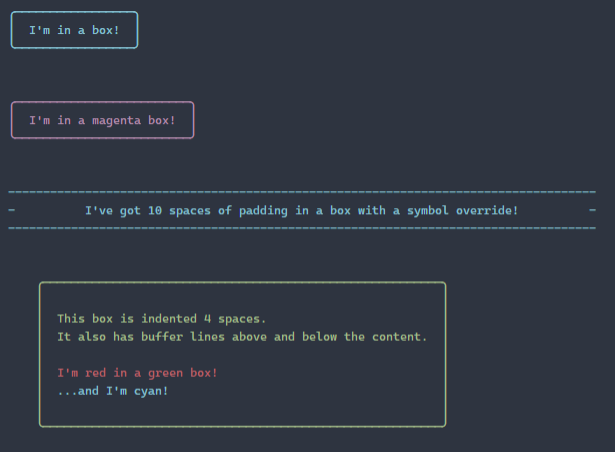 I'm in a box!
I'm in a magenta box!
I've got 10 spaces of padding in a box with a symbol override!
This box is indented 4 spaces.
It also has buffer lines above and below the content.
I'm red in a green box!
...and I'm cyan!